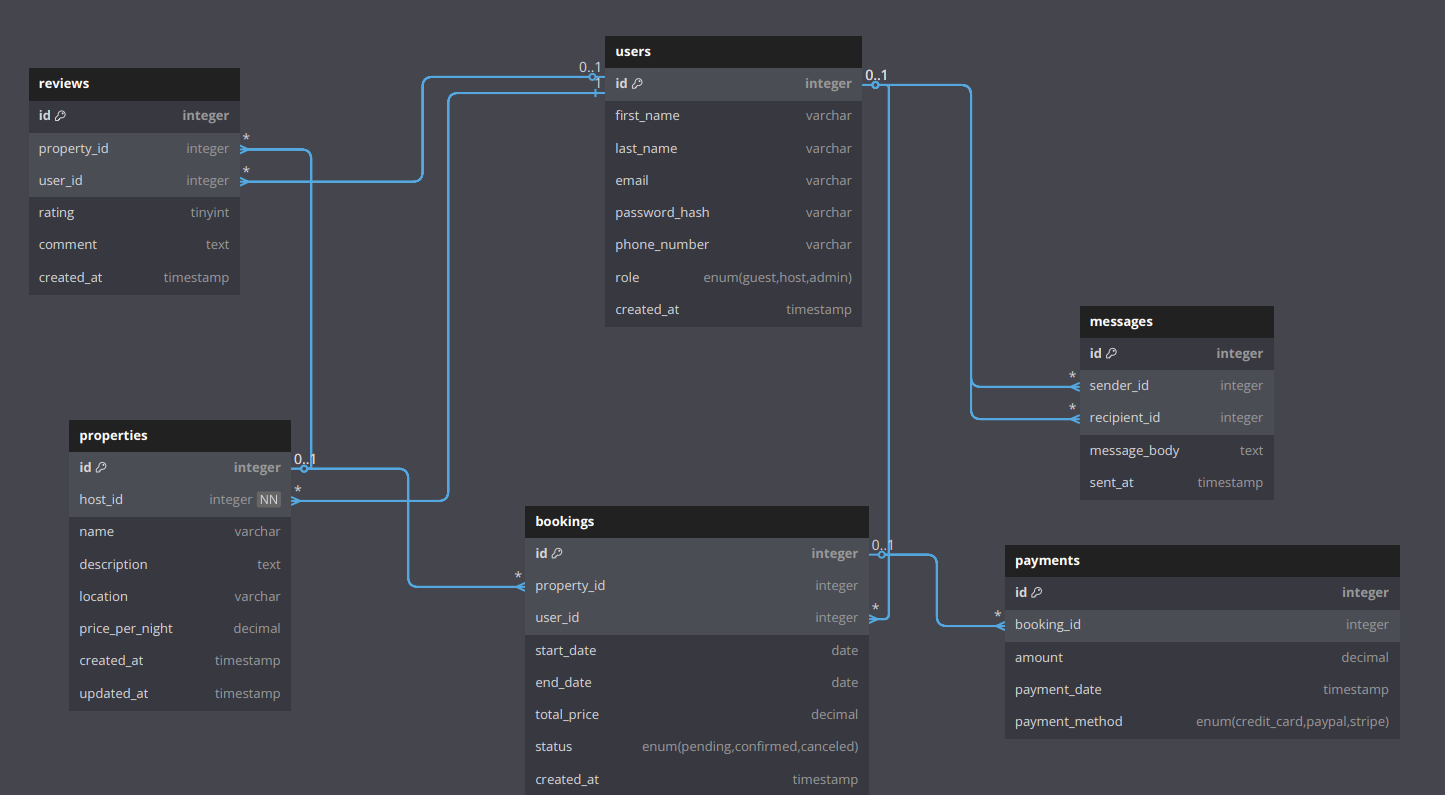 users
id integer
first_name varchar
last_name varchar
email varchar
password_hash varchar
phone_number varchar
role enum(guest,host,admin)
created_at timestamp
0..1
1
0..1
reviews
id integer
property_id integer
user_id integer
rating tinyint
comment text
created_at timestamp
*
*
messages
id integer
sender_id integer
recipient_id integer
message_body text
sent_at timestamp
*
*
properties
id integer
host_id integer NN
name varchar
description text
location varchar
price_per_night decimal
created_at timestamp
updated_at timestamp
0..1
*
bookings
id integer
property_id integer
user_id integer
start_date date
end_date date
total_price decimal
status enum(pending,confirmed,canceled)
created_at timestamp
*
0..1
*
payments
id integer
booking_id integer
amount decimal
payment_date timestamp
payment_method enum(credit_card,paypal,stripe)
*